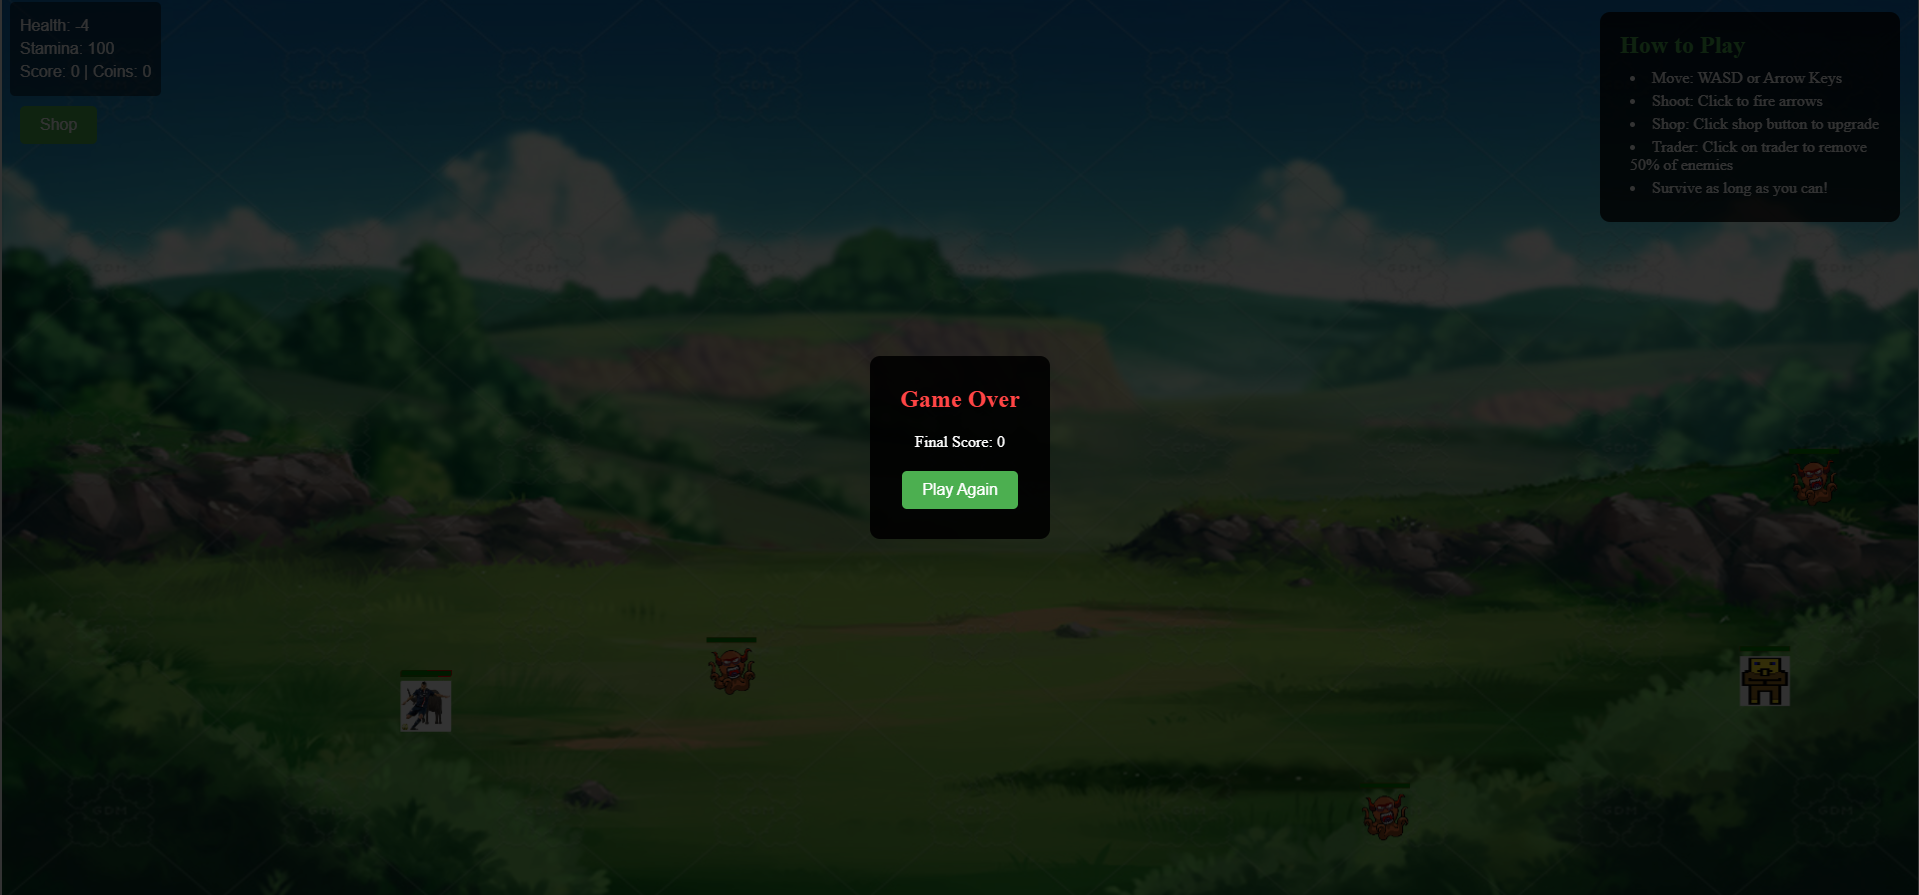 Health: -4
Stamina: 100
Score: 0 | Coins: 0
Shop
How to Play
• Move: WASD or Arrow Keys
• Shoot: Click to fire arrows
• Shop: Click shop button to upgrade
• Trader: Click on trader to remove
50% of enemies
• Survive as long as you can!
Game Over
Final Score: 0
Play Again